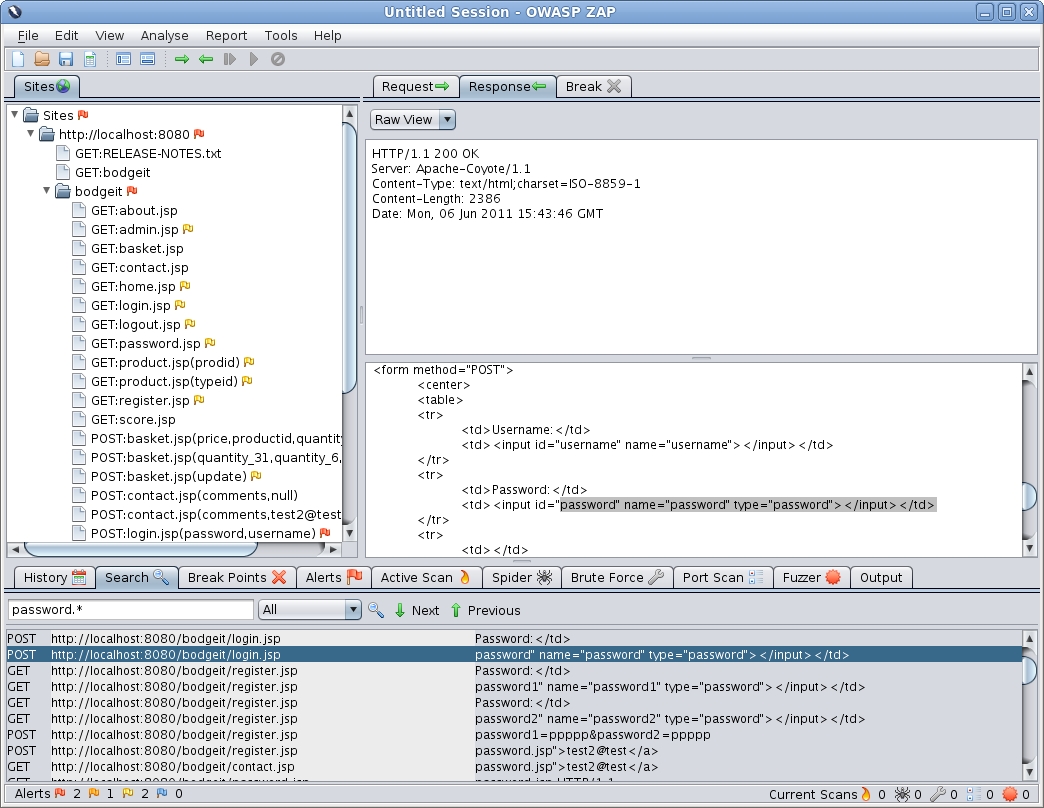 Untitled Session - OWASP ZAP
File Edit View Analyse Report Tools Help
Sites
Request Response Break
Sites
http://localhost:8080
GET:RELEASE-NOTES.txt
GET:bodgeit
bodgeit
GET:about.jsp
GET:admin.jsp
GET:basket.jsp
GET:contact.jsp
GET:home.jsp
GET:login.jsp
GET:logout.jsp
GET:password.jsp
GET:product.jsp(prodid)
GET:product.jsp(typeid)
GET:register.jsp
GET:score.jsp
POST:basket.jsp(price,productid,quantity
POST:basket.jsp(quantity_31,quantity_6,
POST:basket.jsp(update)
POST:contact.jsp(comments,null)
POST:contact.jsp(comments,test2@test
POST:login.jsp(password,username)
Raw View
HTTP/1.1 200 OK
Server: Apache-Coyote/1.1
Content-Type: text/html;charset=ISO-8859-1
Content-Length: 2386
Date: Mon, 06 Jun 2011 15:43:46 GMT
<form method="POST">
<center>
<table>
<tr>
<td>Username:</td>
<td><input id="username" name="username"></input></td>
</tr>
<tr>
<td>Password:</td>
<td><input id="password" name="password" type="password"></input></td>
</tr>
<tr>
<td></td>
History Search Break Points Alerts Active Scan Spider Brute Force Port Scan Fuzzer Output
password.* All Next Previous
POST http://localhost:8080/bodgeit/login.jsp Password:</td>
POST http://localhost:8080/bodgeit/login.jsp password" name="password" type="password"></input></td>
GET http://localhost:8080/bodgeit/register.jsp Password:</td>
GET http://localhost:8080/bodgeit/register.jsp password1" name="password1" type="password"></input></td>
GET http://localhost:8080/bodgeit/register.jsp Password:</td>
GET http://localhost:8080/bodgeit/register.jsp password2" name="password2" type="password"></input></td>
POST http://localhost:8080/bodgeit/register.jsp password1=ppppp&password2=ppppp
POST http://localhost:8080/bodgeit/register.jsp password.jsp">test2@test</a>
GET http://localhost:8080/bodgeit/contact.jsp password.jsp">test2@test</a>
GET http://localhost:8080/bodgeit/password.jsp password.jsp HTTP/1.1
Alerts 2 1 2 0 Current Scans 0 0 0 0 0